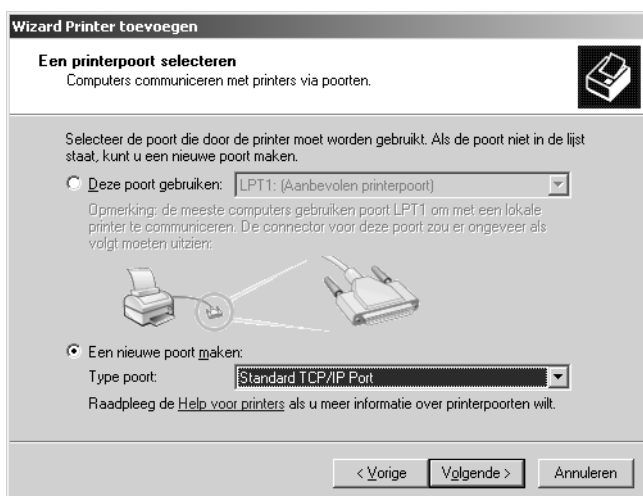 Wizard Printer toevoegen
Een printerpoort selecteren
Computers communiceren met printers via poorten.
Selecteer de poort die door de printer moet worden gebruikt. Als de poort niet in de lijst
staat, kunt u een nieuwe poort maken.
Deze poort gebruiken: LPT1: (Aanbevolen printerpoort)
Opmerking: de meeste computers gebruiken poort LPT1 om met een lokale
printer te communiceren. De connector voor deze poort zou er ongeveer als
volgt moeten uitzien:
Een nieuwe poort maken:
Type poort: Standard TCP/IP Port
Raadpleeg de Help voor printers als u meer informatie over printerpoorten wilt.
< Vorige Volgende > Annuleren